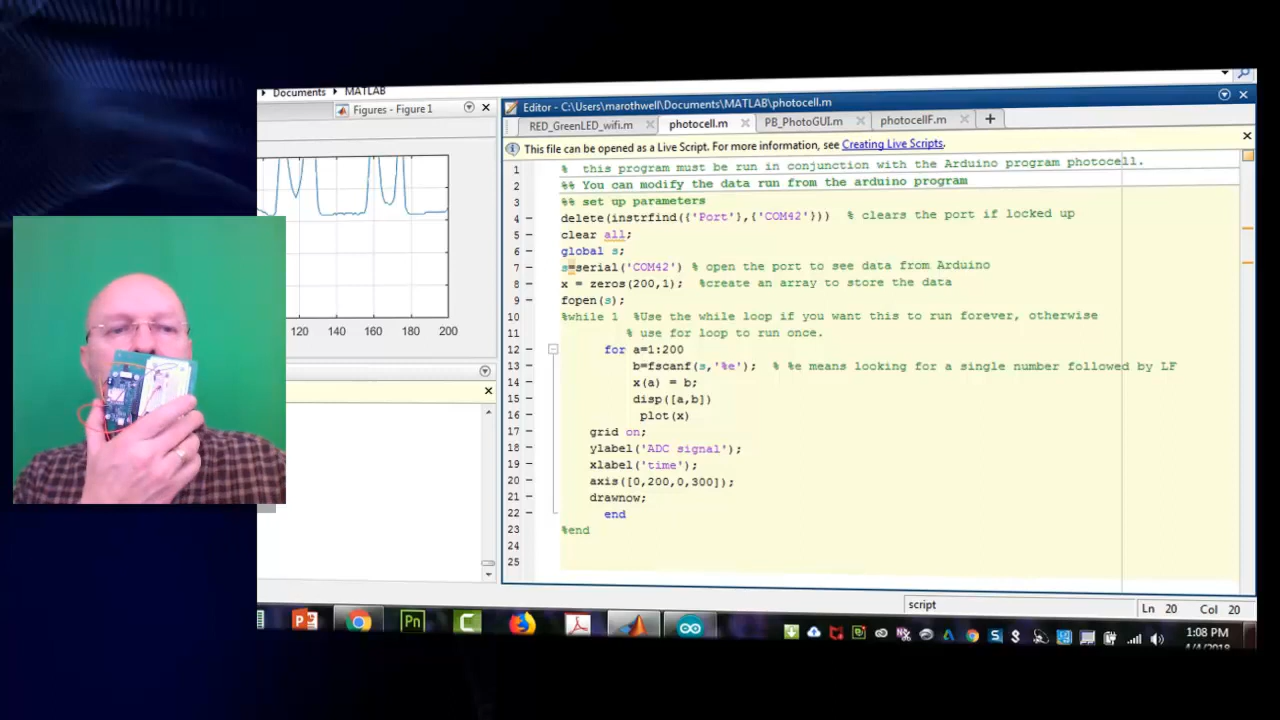 Documents MATLAB
Figures - Figure 1
120 140 160 180 200
Editor - C:\Users\marothwell\Documents\MATLAB\photocell.m
RED_GreenLED_wifi.m photocell.m PB_PhotoGUI.m photocellF.m
This file can be opened as a Live Script. For more information, see Creating Live Scripts.
1 % this program must be run in conjunction with the Arduino program photocell.
2 %% You can modify the data run from the arduino program
3 %% set up parameters
4 delete(instrfind({'Port'},{'COM42'})) % clears the port if locked up
5 clear all;
6 global s;
7 s=serial('COM42') % open the port to see data from Arduino
8 x = zeros(200,1); %create an array to store the data
9 fopen(s);
10 %while 1 %Use the while loop if you want this to run forever, otherwise
11 % use for loop to run once.
12 for a=1:200
13 b=fscanf(s,'%e'); % %e means looking for a single number followed by LF
14 x(a) = b;
15 disp([a,b])
16 plot(x)
17 grid on;
18 ylabel('ADC signal');
19 xlabel('time');
20 axis([0,200,0,300]);
21 drawnow;
22 end
23 %end
24
25
script Ln 20 Col 20
Pn
1:08 PM
4/4/2018